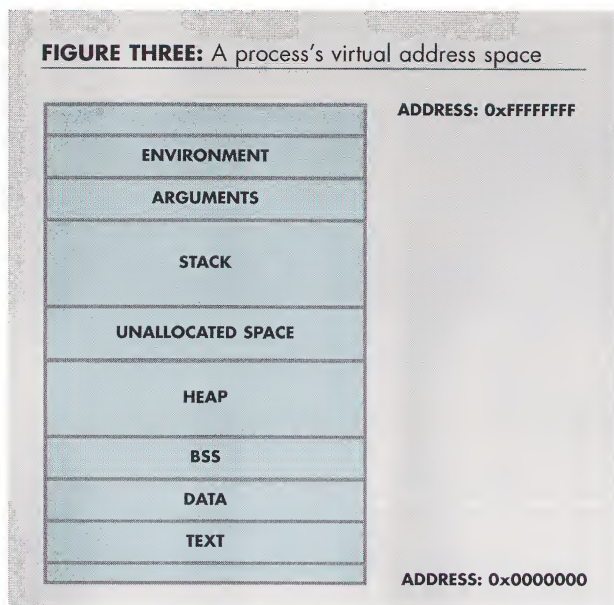 FIGURE THREE: A process's virtual address space
ADDRESS: 0xFFFFFFFF
ENVIRONMENT
ARGUMENTS
STACK
UNALLOCATED SPACE
HEAP
BSS
DATA
TEXT
ADDRESS: 0x0000000